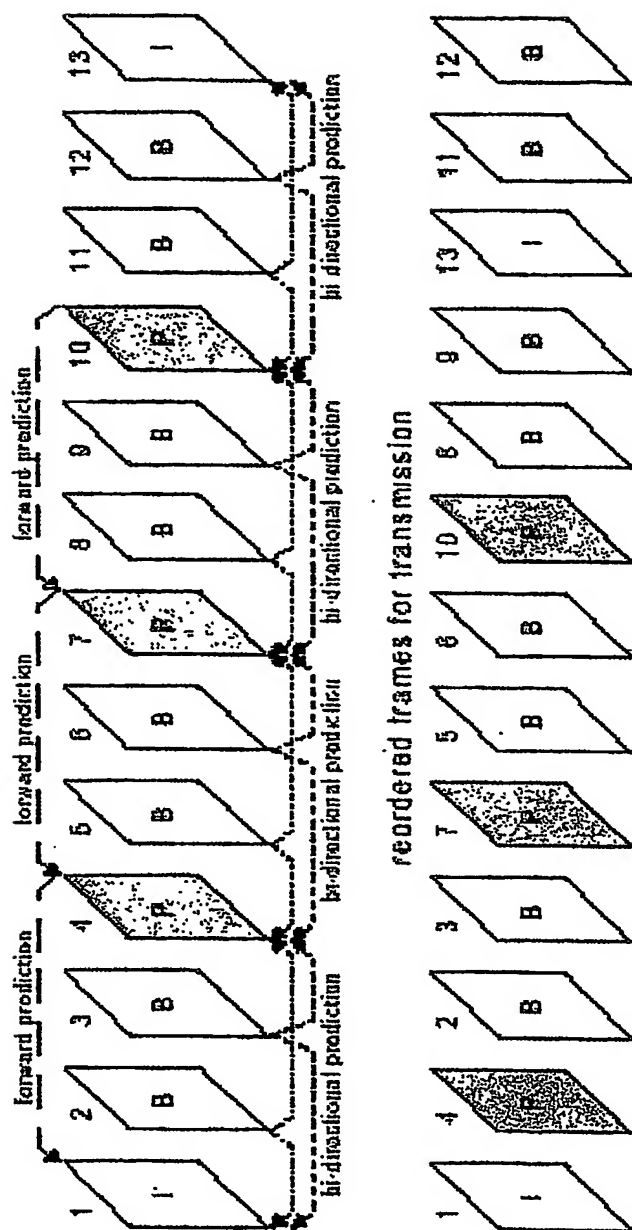 forward prediction forward prediction forward prediction
1 2 3 4 5 6 7 8 9 10 11 12 13
I B B P B B P B B P B B I
bi-directional prediction bi-directional prediction bi-directional prediction bi-directional prediction
reordered frames for transmission
1 4 2 3 7 5 6 10 8 9 13 11 12
I P B B P B B P B B I B B